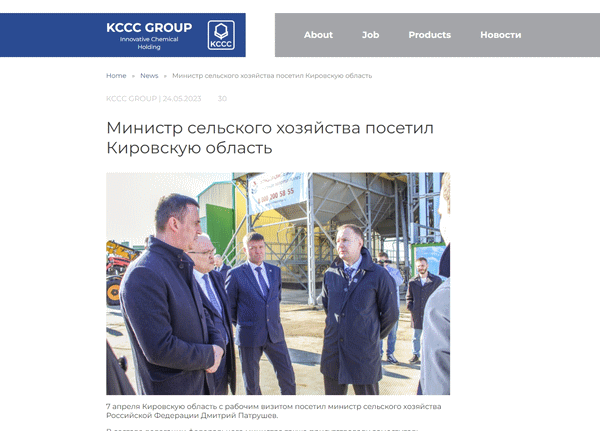 KCCC GROUP
Innovative Chemical
Holding
KCCC
About
Job
Products
Новости
Home » News » Министр сельского хозяйства посетил Кировскую область
KCCC GROUP | 24.05.2023 30
Министр сельского хозяйства посетил
Кировскую область
7 апреля Кировскую область с рабочим визитом посетил министр сельского хозяйства
Российской Федерации Дмитрий Патрушев.